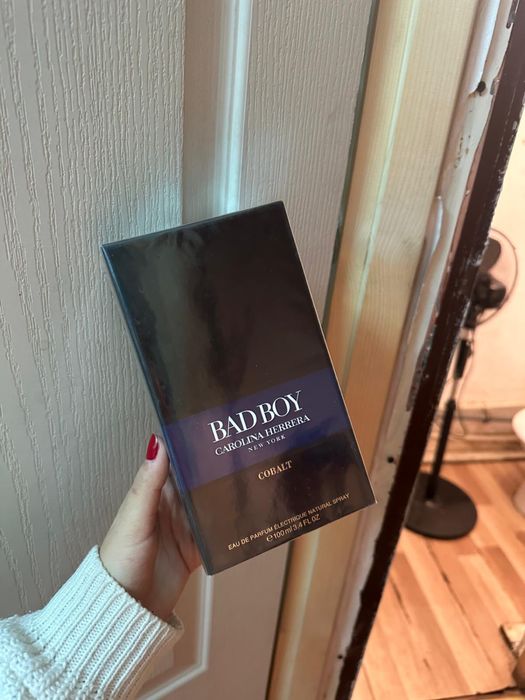 BAD BOY
CAROLINA HERRERA
NEW YORK
COBALT
EAU DE PARFUM ÉLECTRIQUE NATURAL SPRAY
℮ 100 ml/3.4 FL OZ